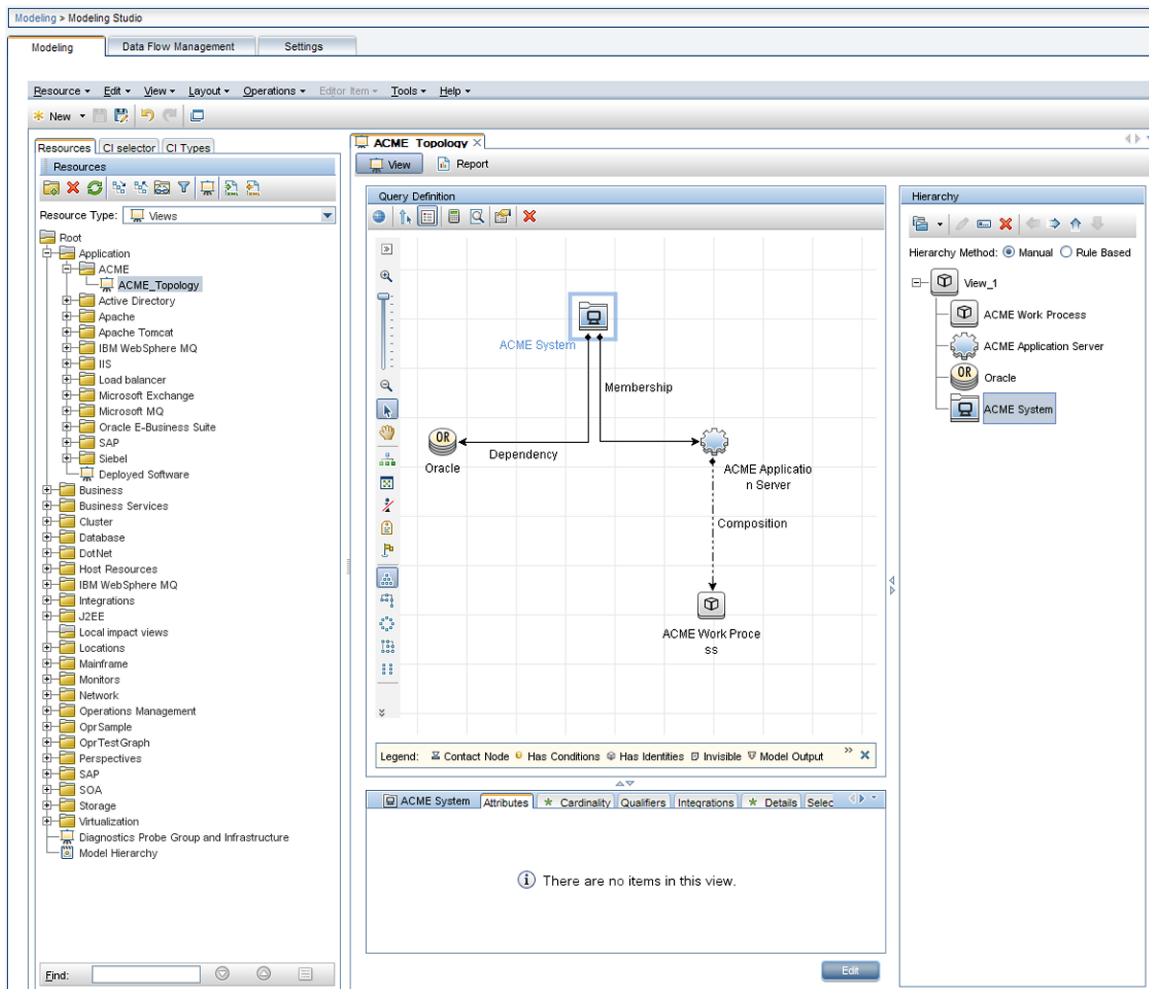 Modeling > Modeling Studio
Modeling Data Flow Management Settings
Resource Edit View Layout Operations Editor Item Tools Help
New
Resources CI selector CI Types
Resources
Resource Type: Views
Root
Application
ACME
ACME_Topology
Active Directory
Apache
Apache Tomcat
IBM WebSphere MQ
IIS
Load balancer
Microsoft Exchange
Microsoft MQ
Oracle E-Business Suite
SAP
Siebel
Deployed Software
Business
Business Services
Cluster
Database
DotNet
Host Resources
IBM WebSphere MQ
Integrations
J2EE
Local impact views
Locations
Mainframe
Monitors
Network
Operations Management
OprSample
OprTestGraph
Perspectives
SAP
SOA
Storage
Virtualization
Diagnostics Probe Group and Infrastructure
Model Hierarchy
Find:
ACME_Topology
View Report
Query Definition
ACME System
Membership
OR
Oracle
Dependency
ACME Applicatio
n Server
Composition
ACME Work Proce
ss
Legend: Contact Node Has Conditions Has Identities Invisible Model Output >>
ACME System Attributes * Cardinality Qualifiers Integrations * Details Selec
There are no items in this view.
Edit
Hierarchy
Hierarchy Method: Manual Rule Based
View_1
ACME Work Process
ACME Application Server
OR
Oracle
ACME System